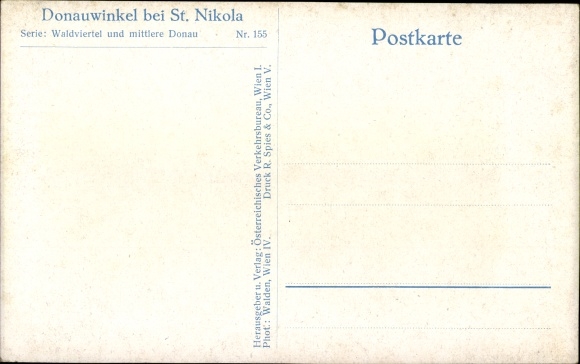 Donauwinkel bei St. Nikola
Serie: Waldviertel und mittlere Donau Nr. 155
Postkarte
Herausgeber u. Verlag: Österreichisches Verkehrsbureau, Wien I.
Phot.: Walden, Wien IV. Druck R. Spies & Co., Wien V.